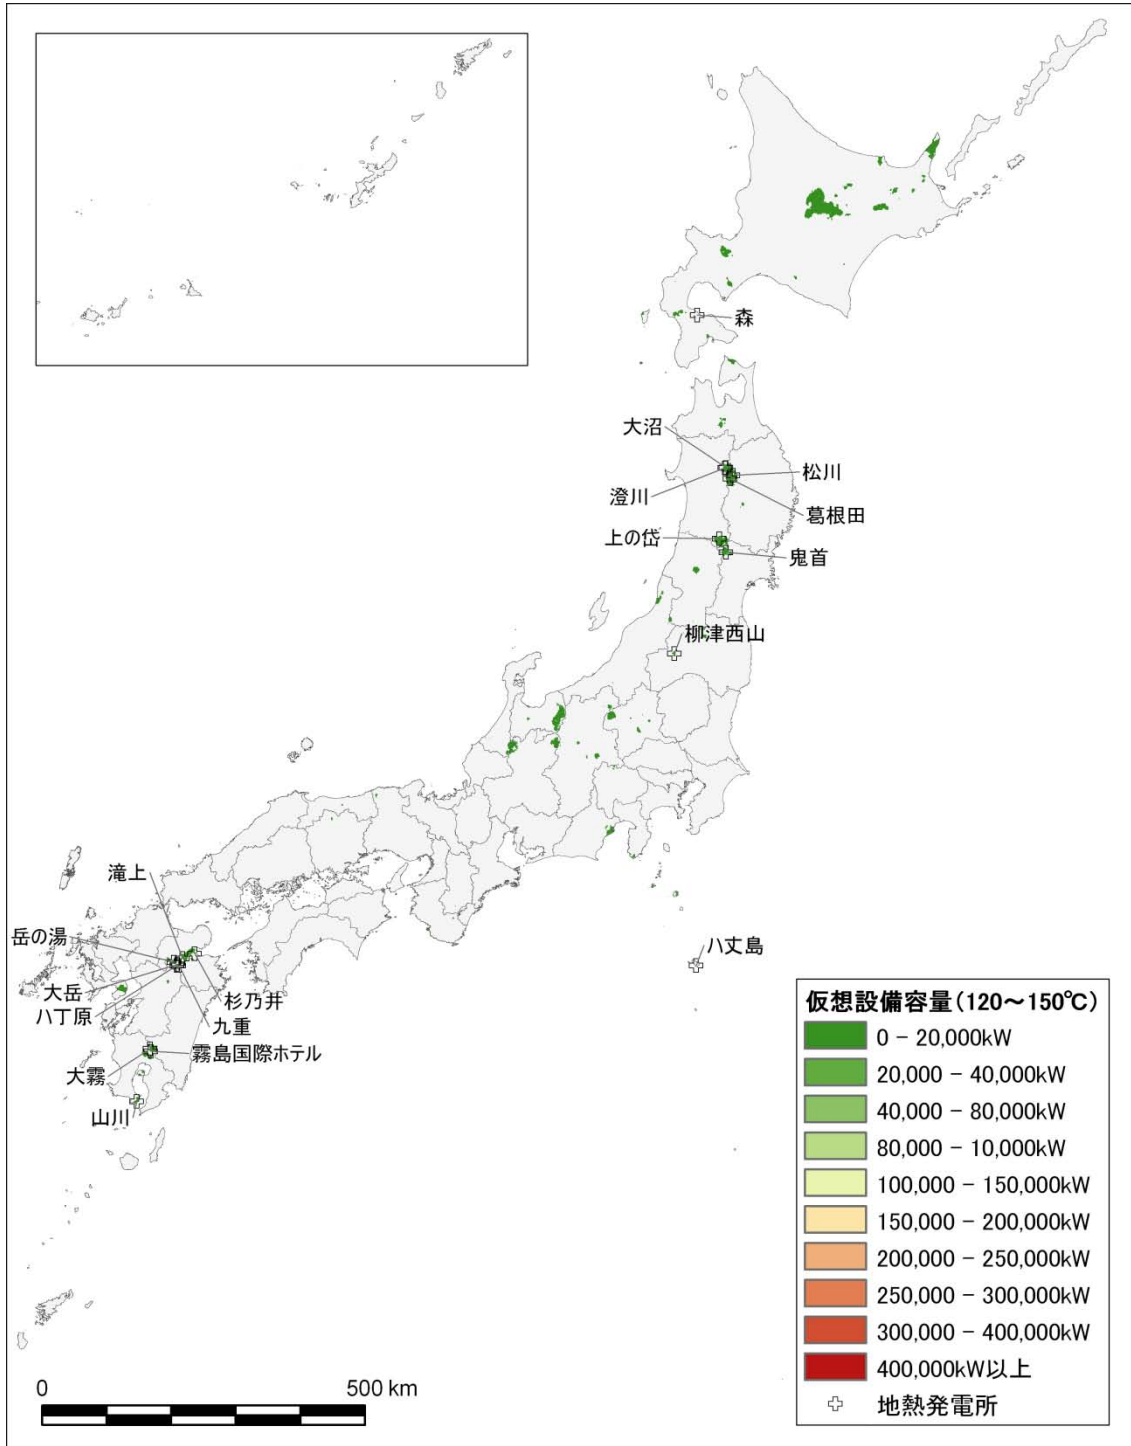 森
大沼
松川
澄川
葛根田
上の岱
鬼首
柳津西山
滝上
岳の湯
八丈島
大岳
八丁原
杉乃井
九重
霧島国際ホテル
大霧
山川
仮想設備容量（120～150℃）
0 － 20,000kW
20,000 － 40,000kW
40,000 － 80,000kW
80,000 － 10,000kW
100,000 － 150,000kW
150,000 － 200,000kW
200,000 － 250,000kW
250,000 － 300,000kW
300,000 － 400,000kW
400,000kW以上
地熱発電所
0 500 km